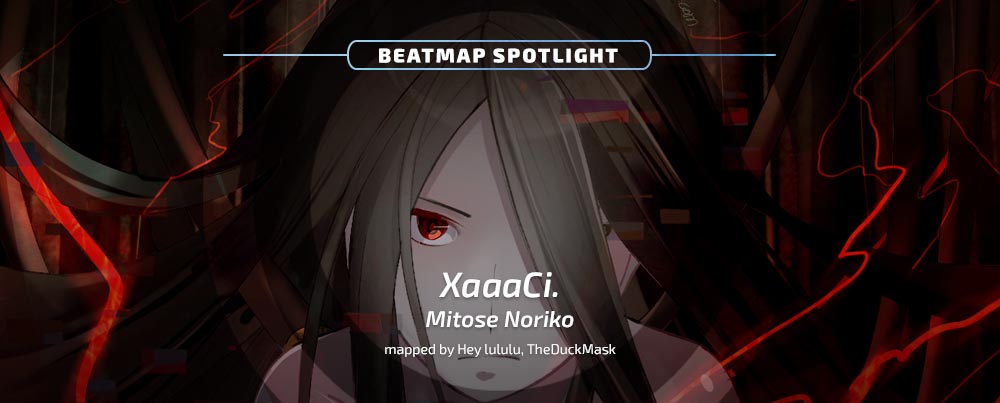 BEATMAP SPOTLIGHT
XaaaCi.
Mitose Noriko
mapped by Hey lululu, TheDuckMask